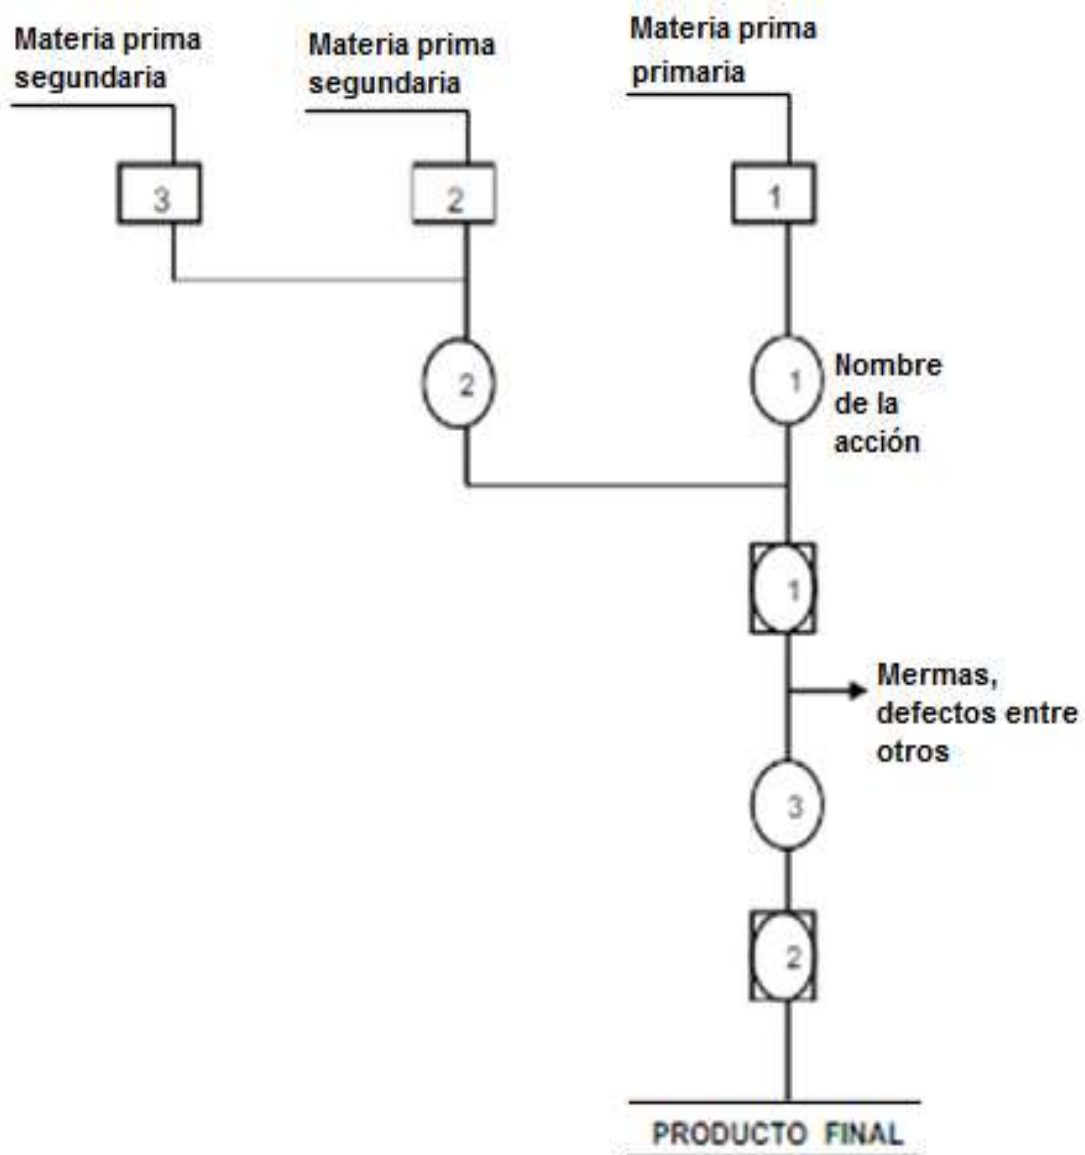 Materia prima
segundaria
Materia prima
segundaria
Materia prima
primaria
3
2
1
2
1
Nombre
de la
acción
1
Mermas,
defectos entre
otros
3
2
PRODUCTO FINAL